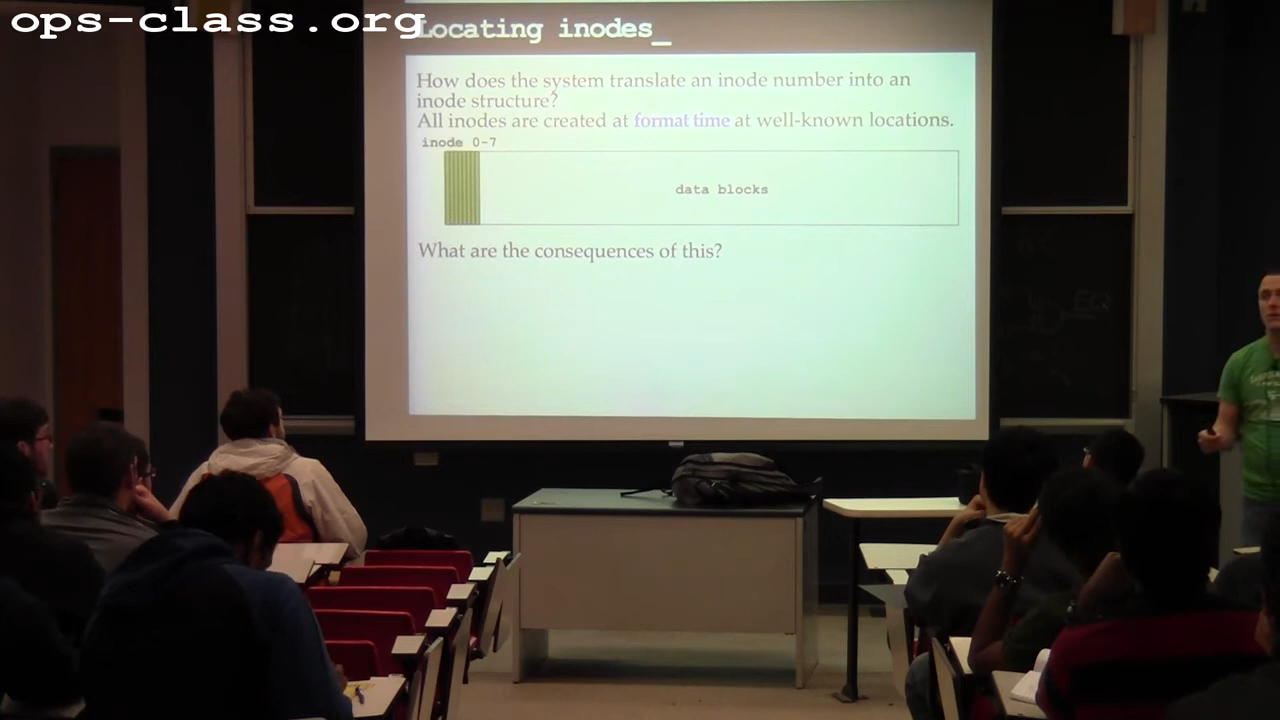 ops-class.org
Locating inodes_
How does the system translate an inode number into an
inode structure?
All inodes are created at format time at well-known locations.
inode 0-7
data blocks
What are the consequences of this?